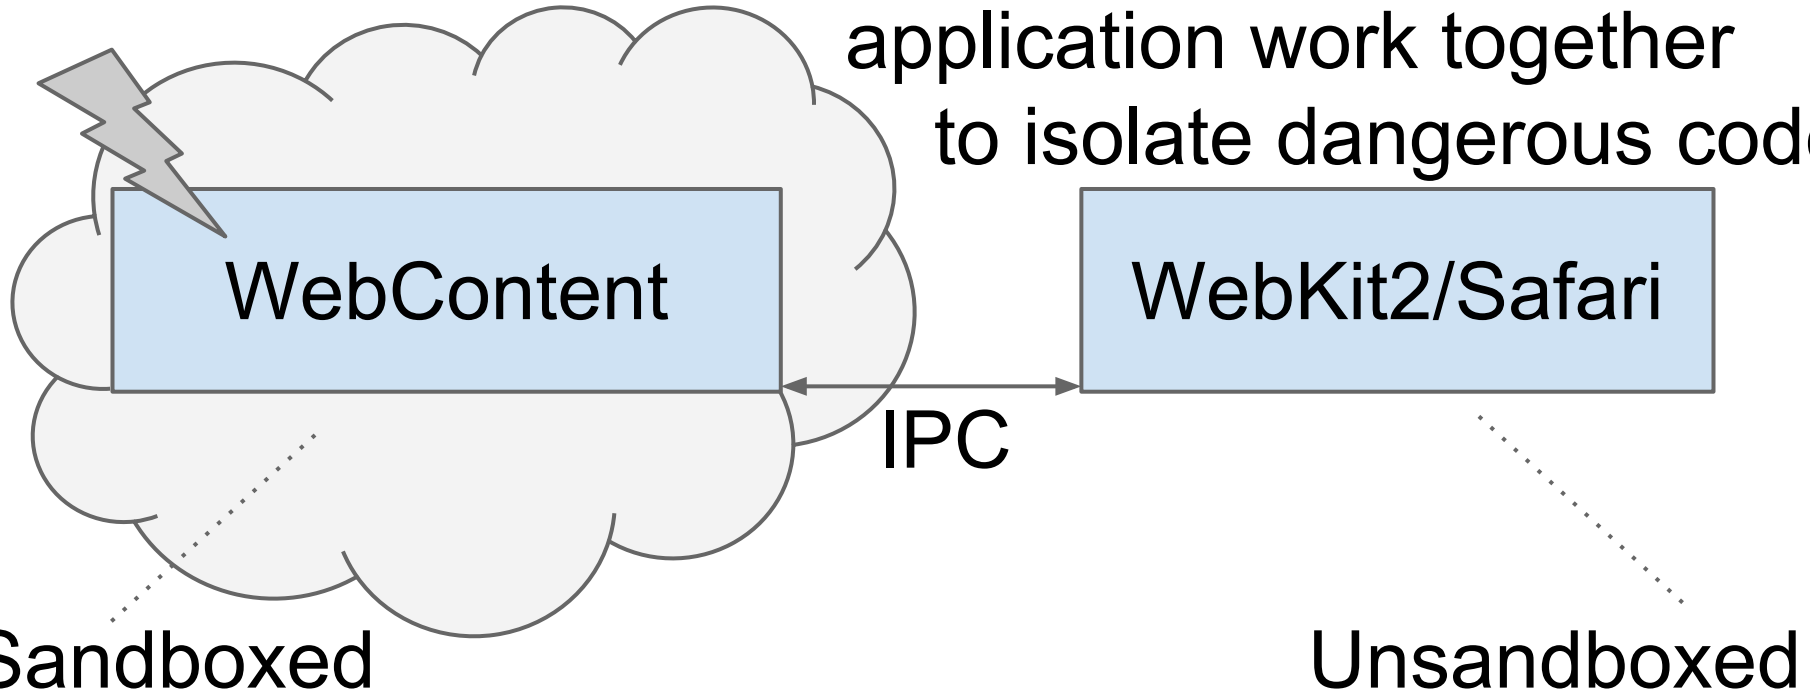 application work together
to isolate dangerous code
WebContent
WebKit2/Safari
IPC
Sandboxed
Unsandboxed